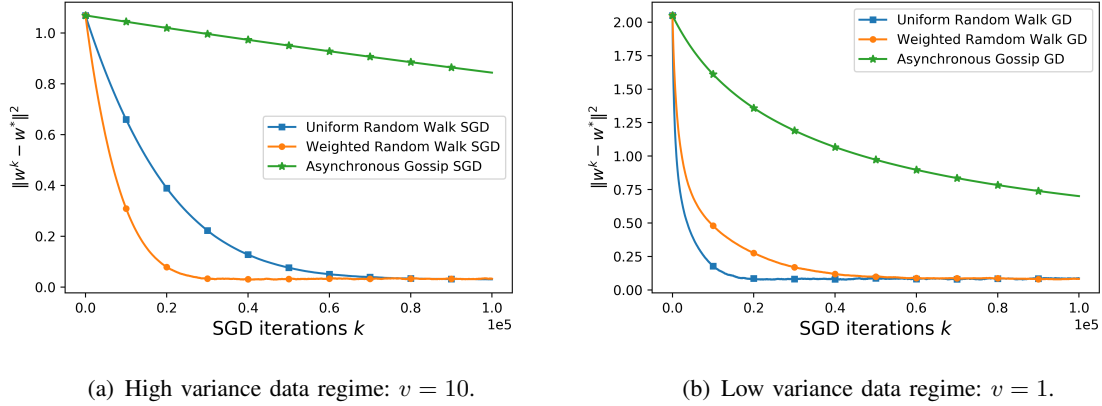 1.0
0.8
0.6
0.4
0.2
0.0
‖w^k − w^*‖²
Uniform Random Walk SGD
Weighted Random Walk SGD
Asynchronous Gossip SGD
0.0 0.2 0.4 0.6 0.8 1.0
1e5
SGD iterations k
(a) High variance data regime: v = 10.
2.00
1.75
1.50
1.25
1.00
0.75
0.50
0.25
0.00
‖w^k − w^*‖²
Uniform Random Walk GD
Weighted Ramdom Walk GD
Asynchronous Gossip GD
0.0 0.2 0.4 0.6 0.8 1.0
1e5
SGD iterations k
(b) Low variance data regime: v = 1.